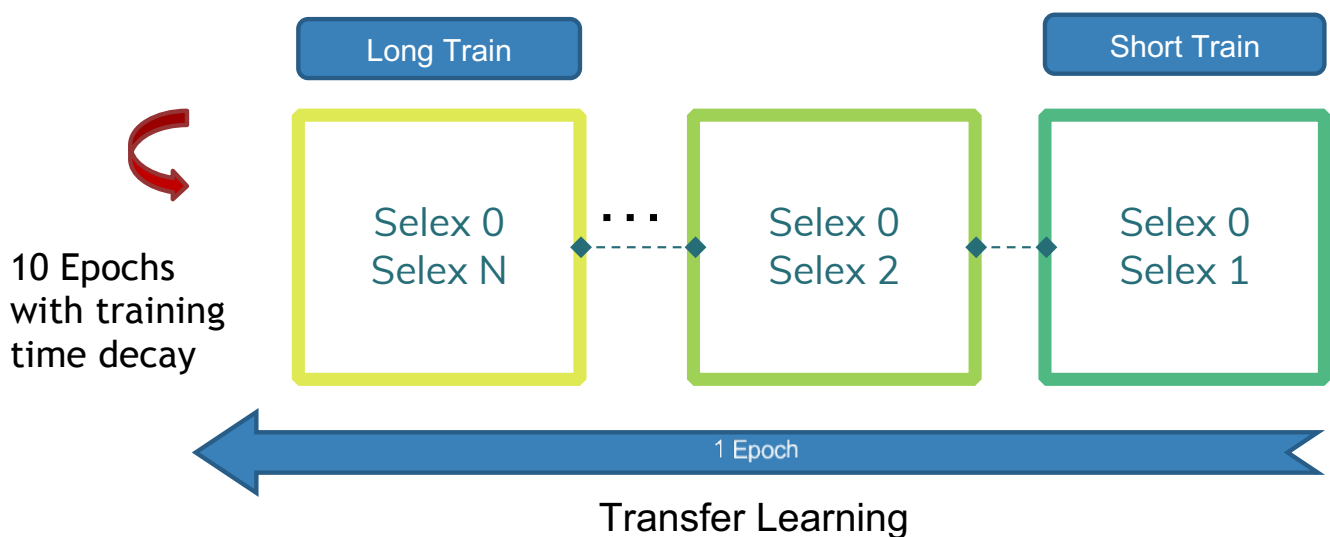 Long Train
Short Train
Selex 0
Selex N
...
Selex 0
Selex 2
Selex 0
Selex 1
10 Epochs
with training
time decay
1 Epoch
Transfer Learning